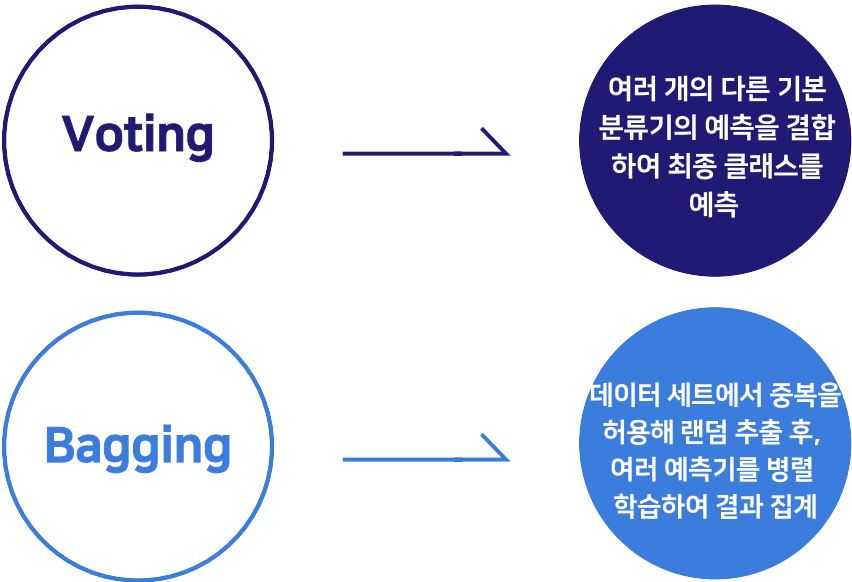 Voting
여러 개의 다른 기본
분류기의 예측을 결합
하여 최종 클래스를
예측
Bagging
데이터 세트에서 중복을
허용해 랜덤 추출 후,
여러 예측기를 병렬
학습하여 결과 집계